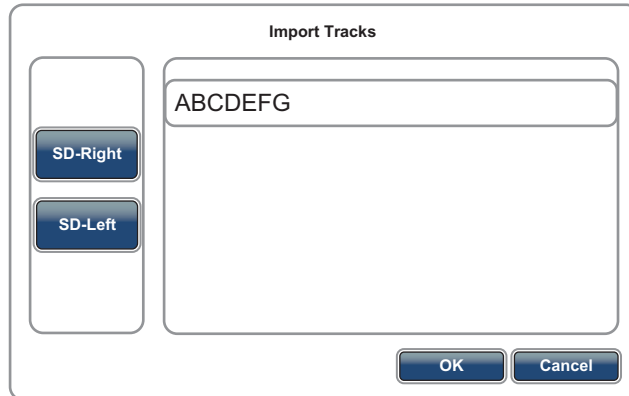 Import Tracks
ABCDEFG
SD-Right
SD-Left
OK
Cancel